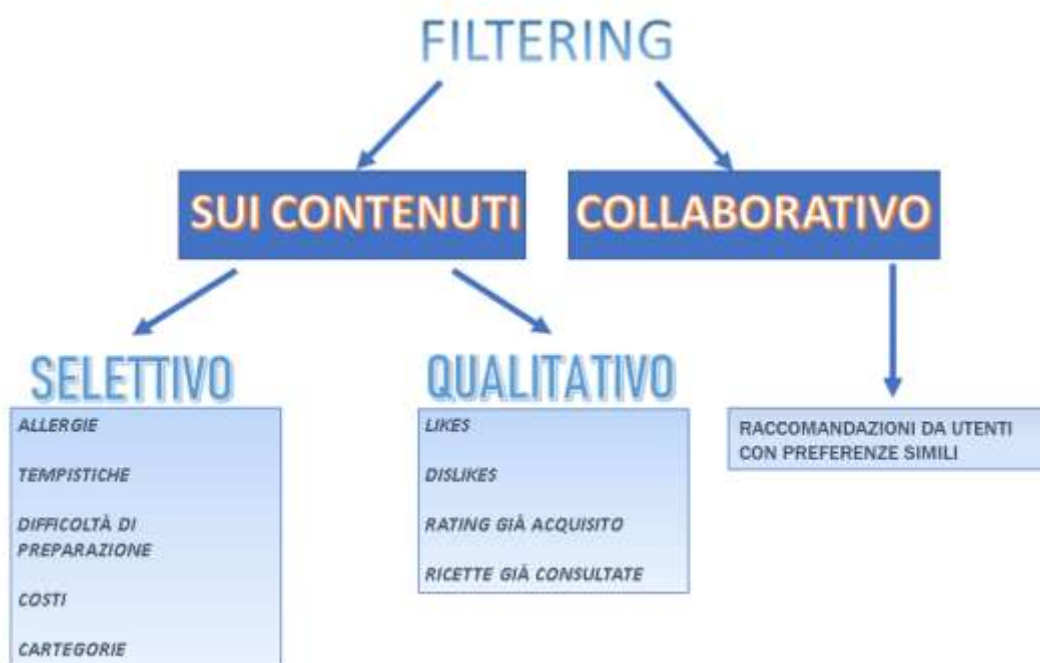 FILTERING
SUI CONTENUTI
COLLABORATIVO
SELETTIVO
ALLERGIE
TEMPISTICHE
DIFFICOLTÀ DI
PREPARAZIONE
COSTI
CARTEGORIE
QUALITATIVO
LIKES
DISLIKES
RATING GIÀ ACQUISITO
RICETTE GIÀ CONSULTATE
RACCOMANDAZIONI DA UTENTI
CON PREFERENZE SIMILI